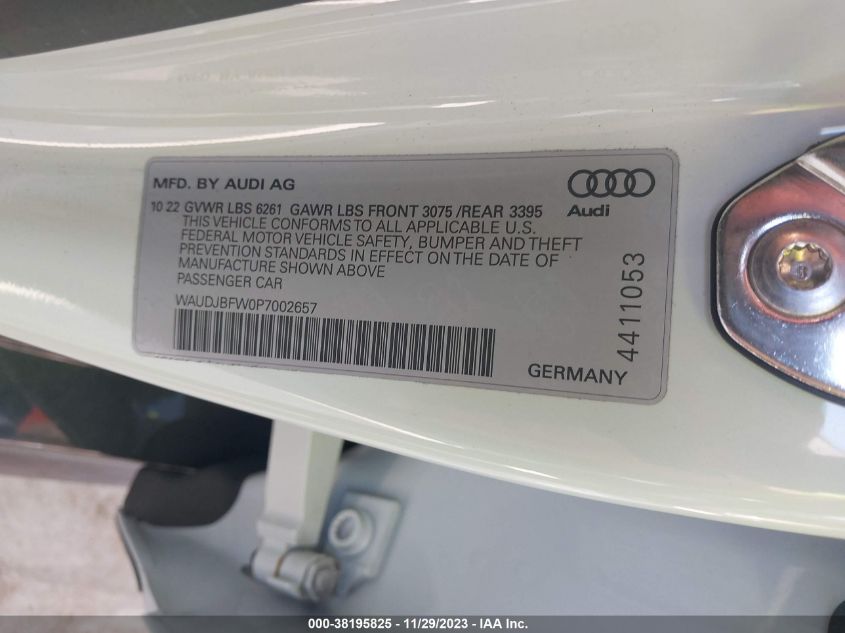 MFD. BY AUDI AG
Audi
10 22 GVWR LBS 6261 GAWR LBS FRONT 3075 /REAR 3395
THIS VEHICLE CONFORMS TO ALL APPLICABLE U.S.
FEDERAL MOTOR VEHICLE SAFETY, BUMPER AND THEFT
PREVENTION STANDARDS IN EFFECT ON THE DATE OF
MANUFACTURE SHOWN ABOVE
PASSENGER CAR
WAUDJBFW0P7002657
GERMANY
4411053
000-38195825 - 11/29/2023 - IAA Inc.